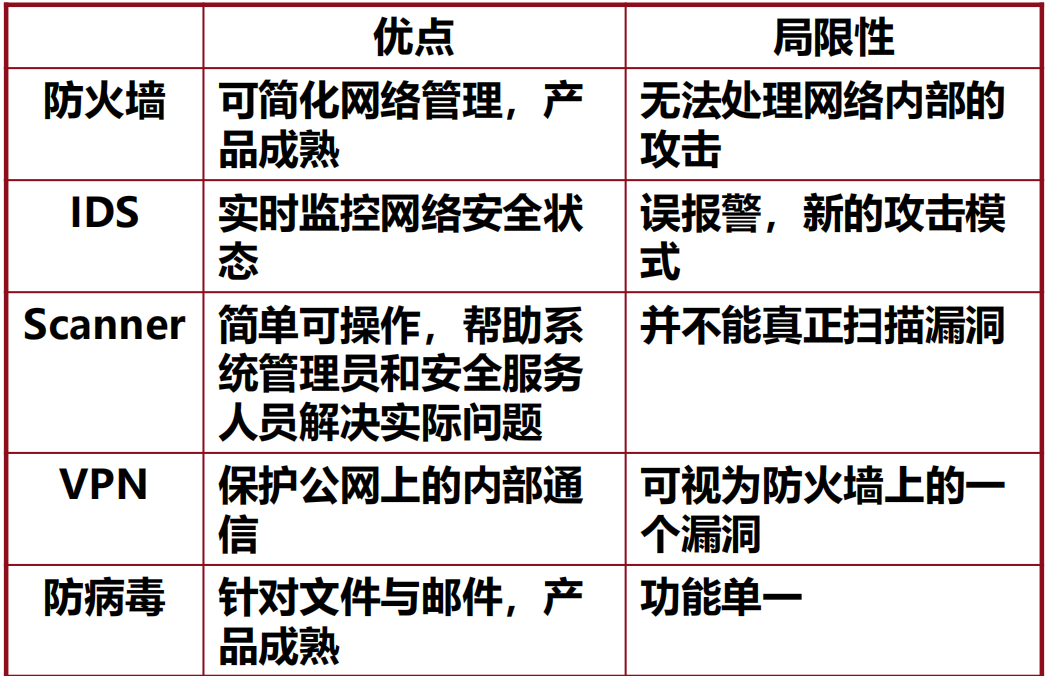 优点 局限性
防火墙 可简化网络管理，产 无法处理网络内部的
品成熟 攻击
IDS 实时监控网络安全状 误报警，新的攻击模
态 式
Scanner 简单可操作，帮助系 并不能真正扫描漏洞
统管理员和安全服务
人员解决实际问题
VPN 保护公网上的内部通 可视为防火墙上的一
信 个漏洞
防病毒 针对文件与邮件，产 功能单一
品成熟